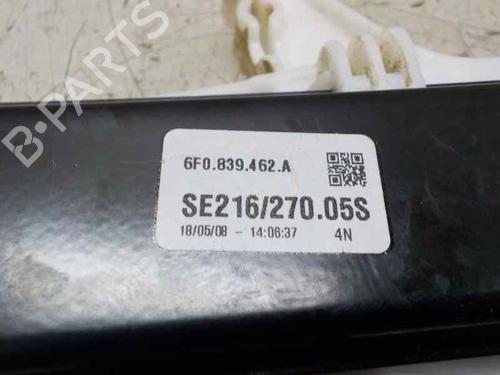 6F0.839.462.A
SE216/270.05S
18/05/08 - 14:06:37 4N
B-PARTS